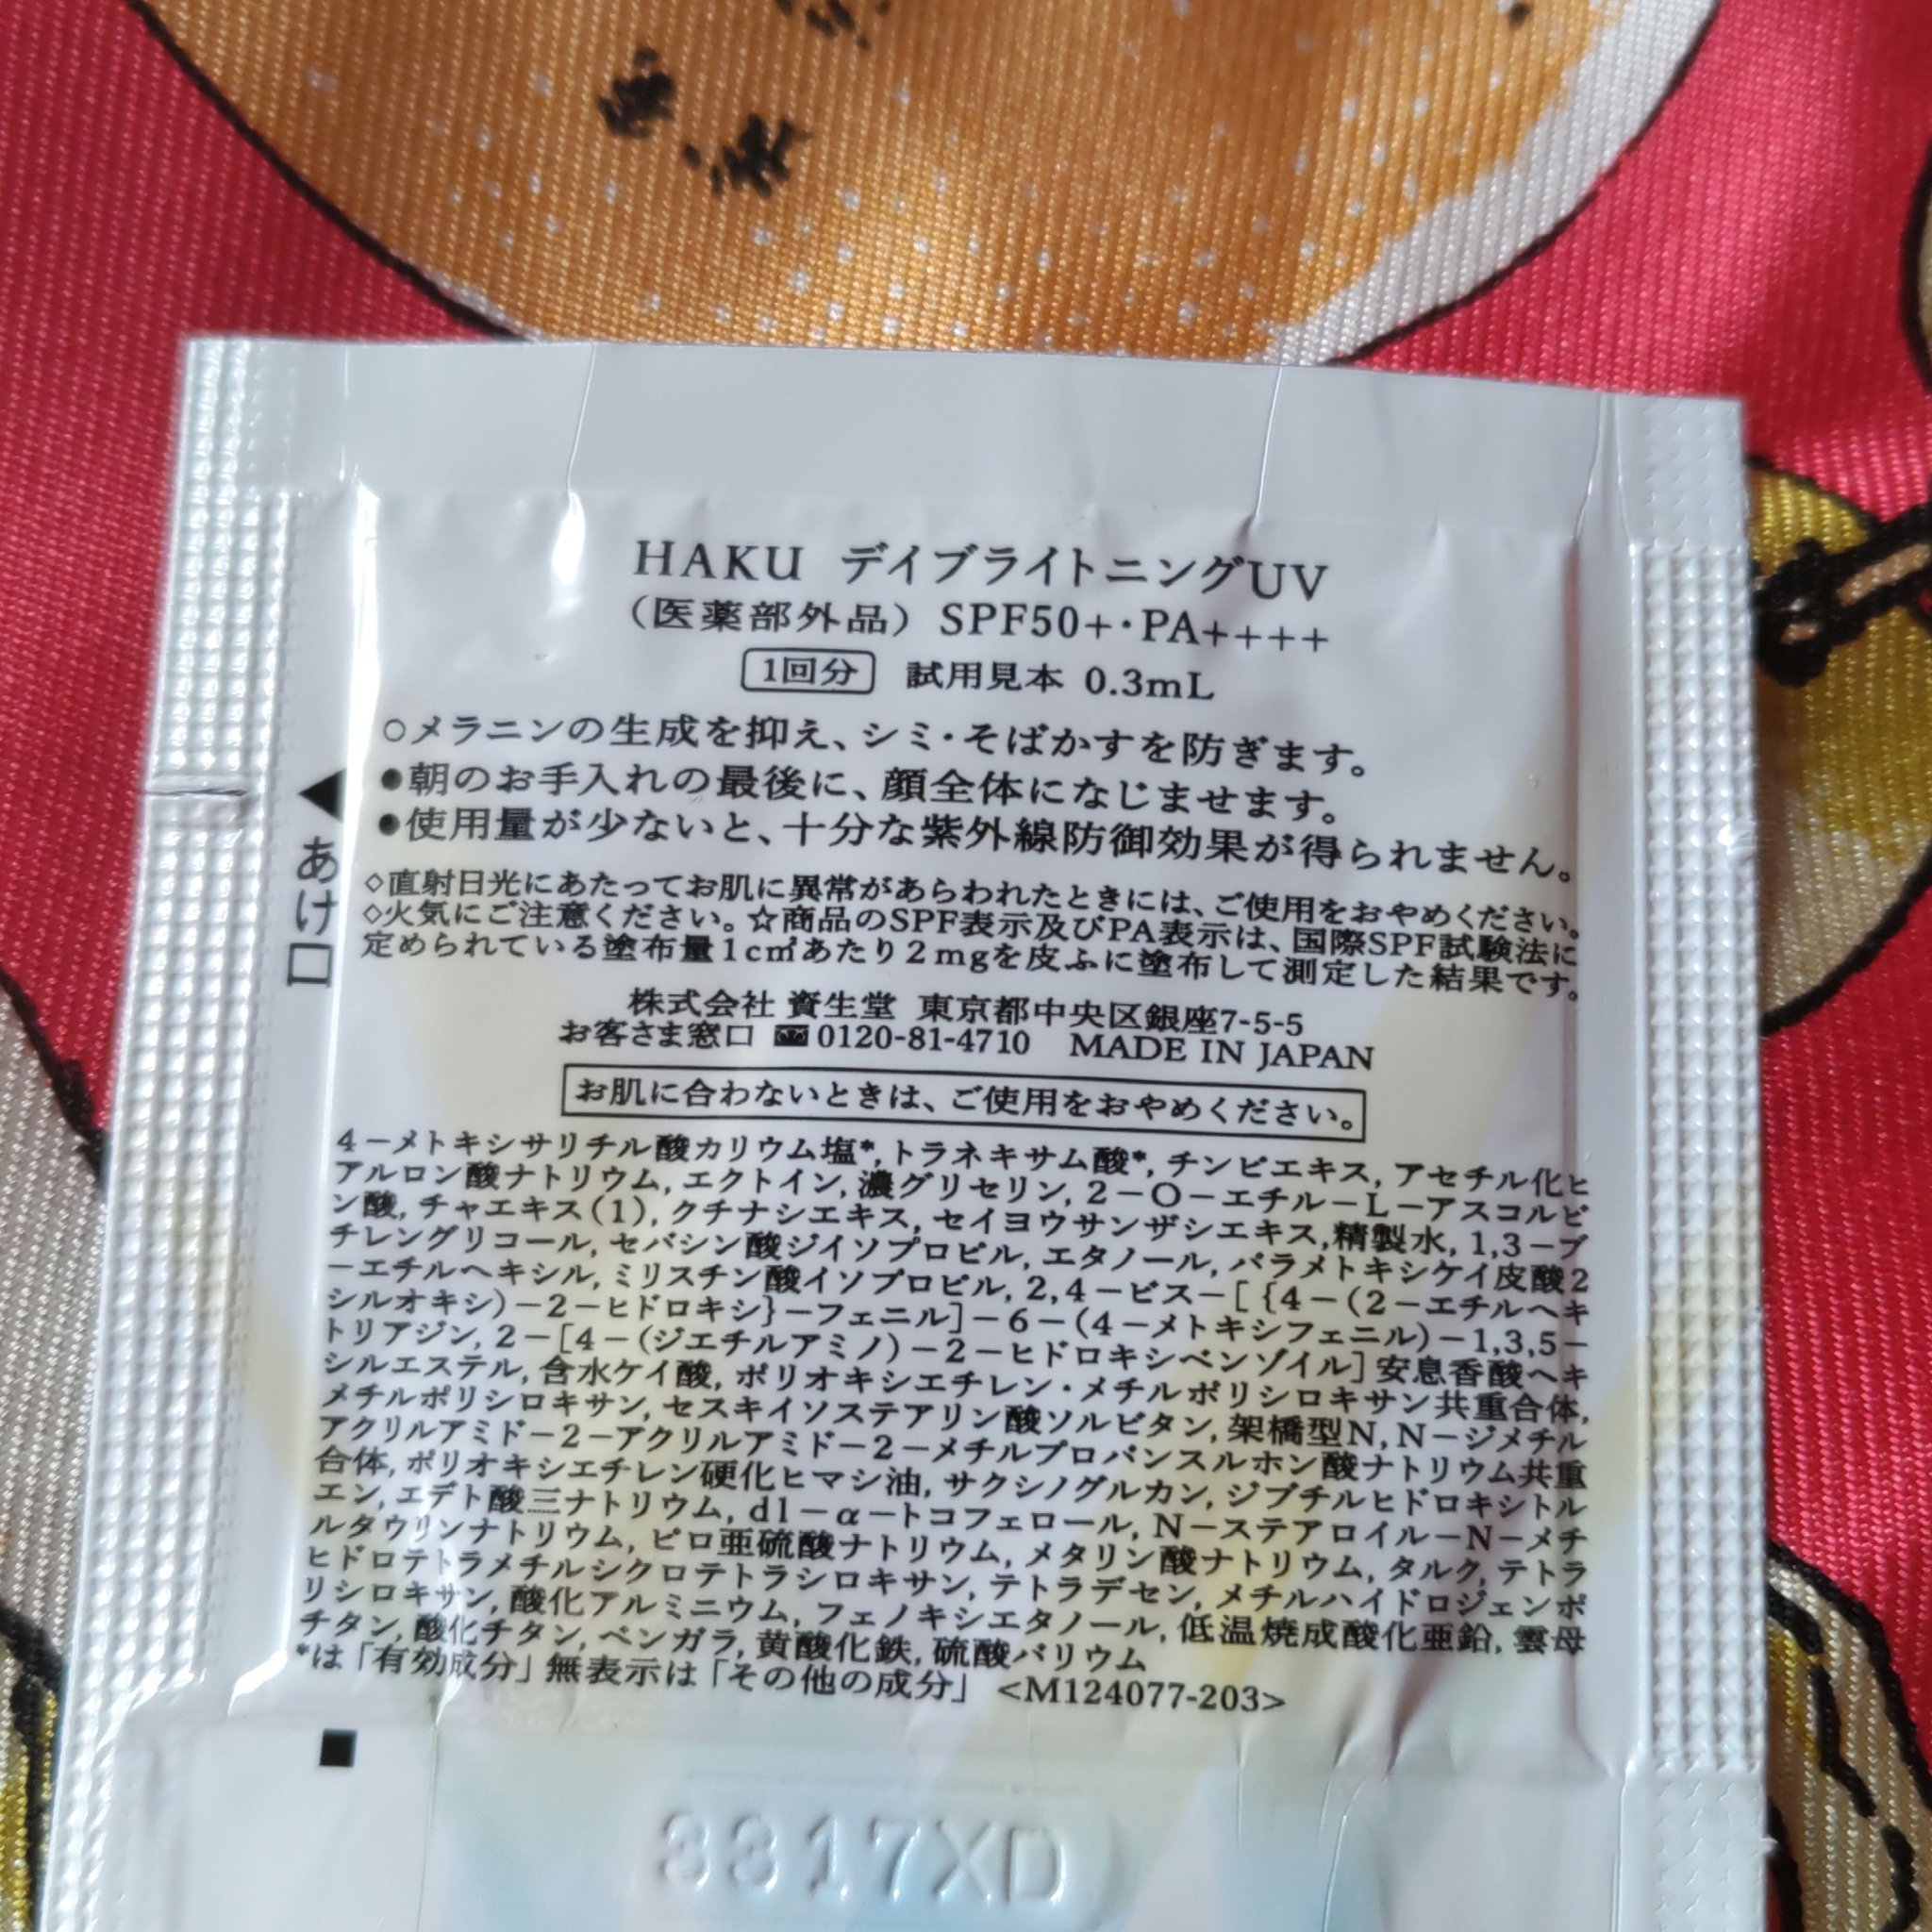 HAKU デイブライトニングUV
(医薬部外品) SPF50+・PA++++
1回分 試用見本 0.3mL
○メラニンの生成を抑え、シミ・そばかすを防ぎます。
●朝のお手入れの最後に、顔全体になじませます。
●使用量が少ないと、十分な紫外線防御効果が得られません。
◇直射日光にあたってお肌に異常があらわれたときには、ご使用をおやめください。
◇火気にご注意ください。☆商品のSPF表示及びPA表示は、国際SPF試験法に
定められている塗布量1c㎡あたり2mgを皮ふに塗布して測定した結果です。
株式会社 資生堂 東京都中央区銀座7-5-5
お客さま窓口 0120-81-4710 MADE IN JAPAN
お肌に合わないときは、ご使用をおやめください。
4-メトキシサリチル酸カリウム塩*, トラネキサム酸*, チンピエキス, アセチル化ヒ
アルロン酸ナトリウム, エクトイン, 濃グリセリン, 2-O-エチル-L-アスコルビ
ン酸, チャエキス(1), クチナシエキス, セイヨウサンザシエキス, 精製水, 1,3-ブ
チレングリコール, セバシン酸ジイソプロピル, エタノール, パラメトキシケイ皮酸2
-エチルヘキシル, ミリスチン酸イソプロピル, 2,4-ビス-[{4-(2-エチルヘキ
シルオキシ)-2-ヒドロキシ}-フェニル]-6-(4-メトキシフェニル)-1,3,5-
トリアジン, 2-[4-(ジエチルアミノ)-2-ヒドロキシベンゾイル]安息香酸ヘキ
シルエステル, 含水ケイ酸, ポリオキシエチレン・メチルポリシロキサン共重合体,
メチルポリシロキサン, セスキイソステアリン酸ソルビタン, 架橋型N,N-ジメチル
アクリルアミド-2-アクリルアミド-2-メチルプロパンスルホン酸ナトリウム共重
合体, ポリオキシエチレン硬化ヒマシ油, サクシノグルカン, ジブチルヒドロキシトル
エン, エデト酸三ナトリウム, dl-α-トコフェロール, N-ステアロイル-N-メチ
ルタウリンナトリウム, ピロ亜硫酸ナトリウム, メタリン酸ナトリウム, タルク, テトラ
ヒドロテトラメチルシクロテトラシロキサン, テトラデセン, メチルハイドロジェンポ
リシロキサン, 酸化アルミニウム, フェノキシエタノール, 低温焼成酸化亜鉛, 雲母
チタン, 酸化チタン, ベンガラ, 黄酸化鉄, 硫酸バリウム
*は「有効成分」無表示は「その他の成分」 <M124077-203>
あけ口
3317XD